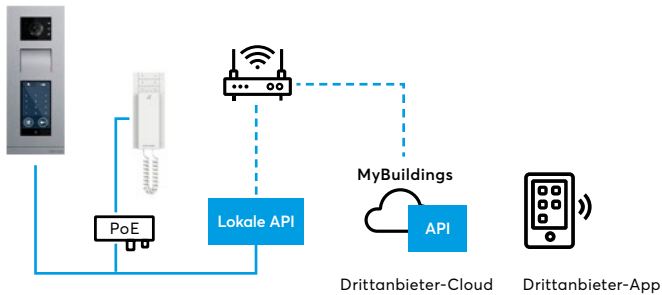 MyBuildings
Lokale API
PoE
API
Drittanbieter-Cloud
Drittanbieter-App